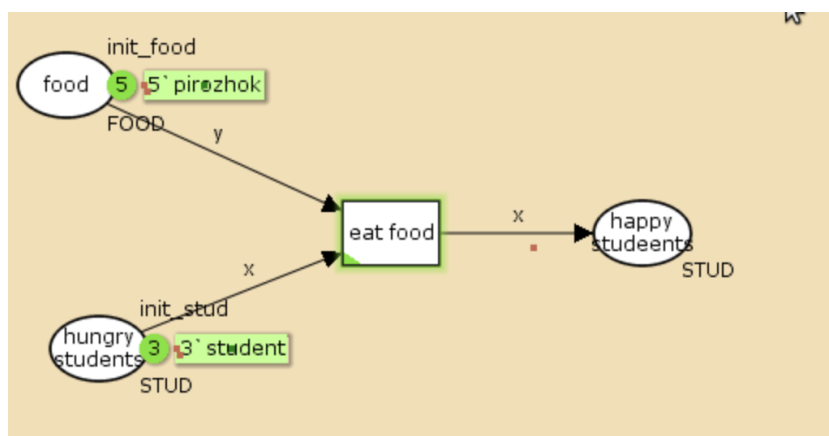 init_food
food
5
5`pirozhok
FOOD
y
eat food
x
happy
studeents
STUD
x
init_stud
hungry
students
3
3`student
STUD